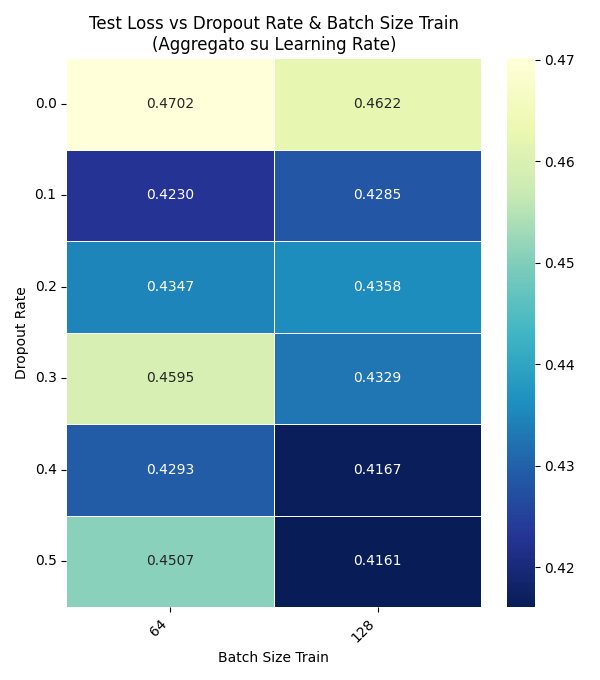 Test Loss vs Dropout Rate & Batch Size Train
(Aggregato su Learning Rate)
Dropout Rate
0.0 0.4702 0.4622
0.1 0.4230 0.4285
0.2 0.4347 0.4358
0.3 0.4595 0.4329
0.4 0.4293 0.4167
0.5 0.4507 0.4161
64 128
Batch Size Train
0.47
0.46
0.45
0.44
0.43
0.42